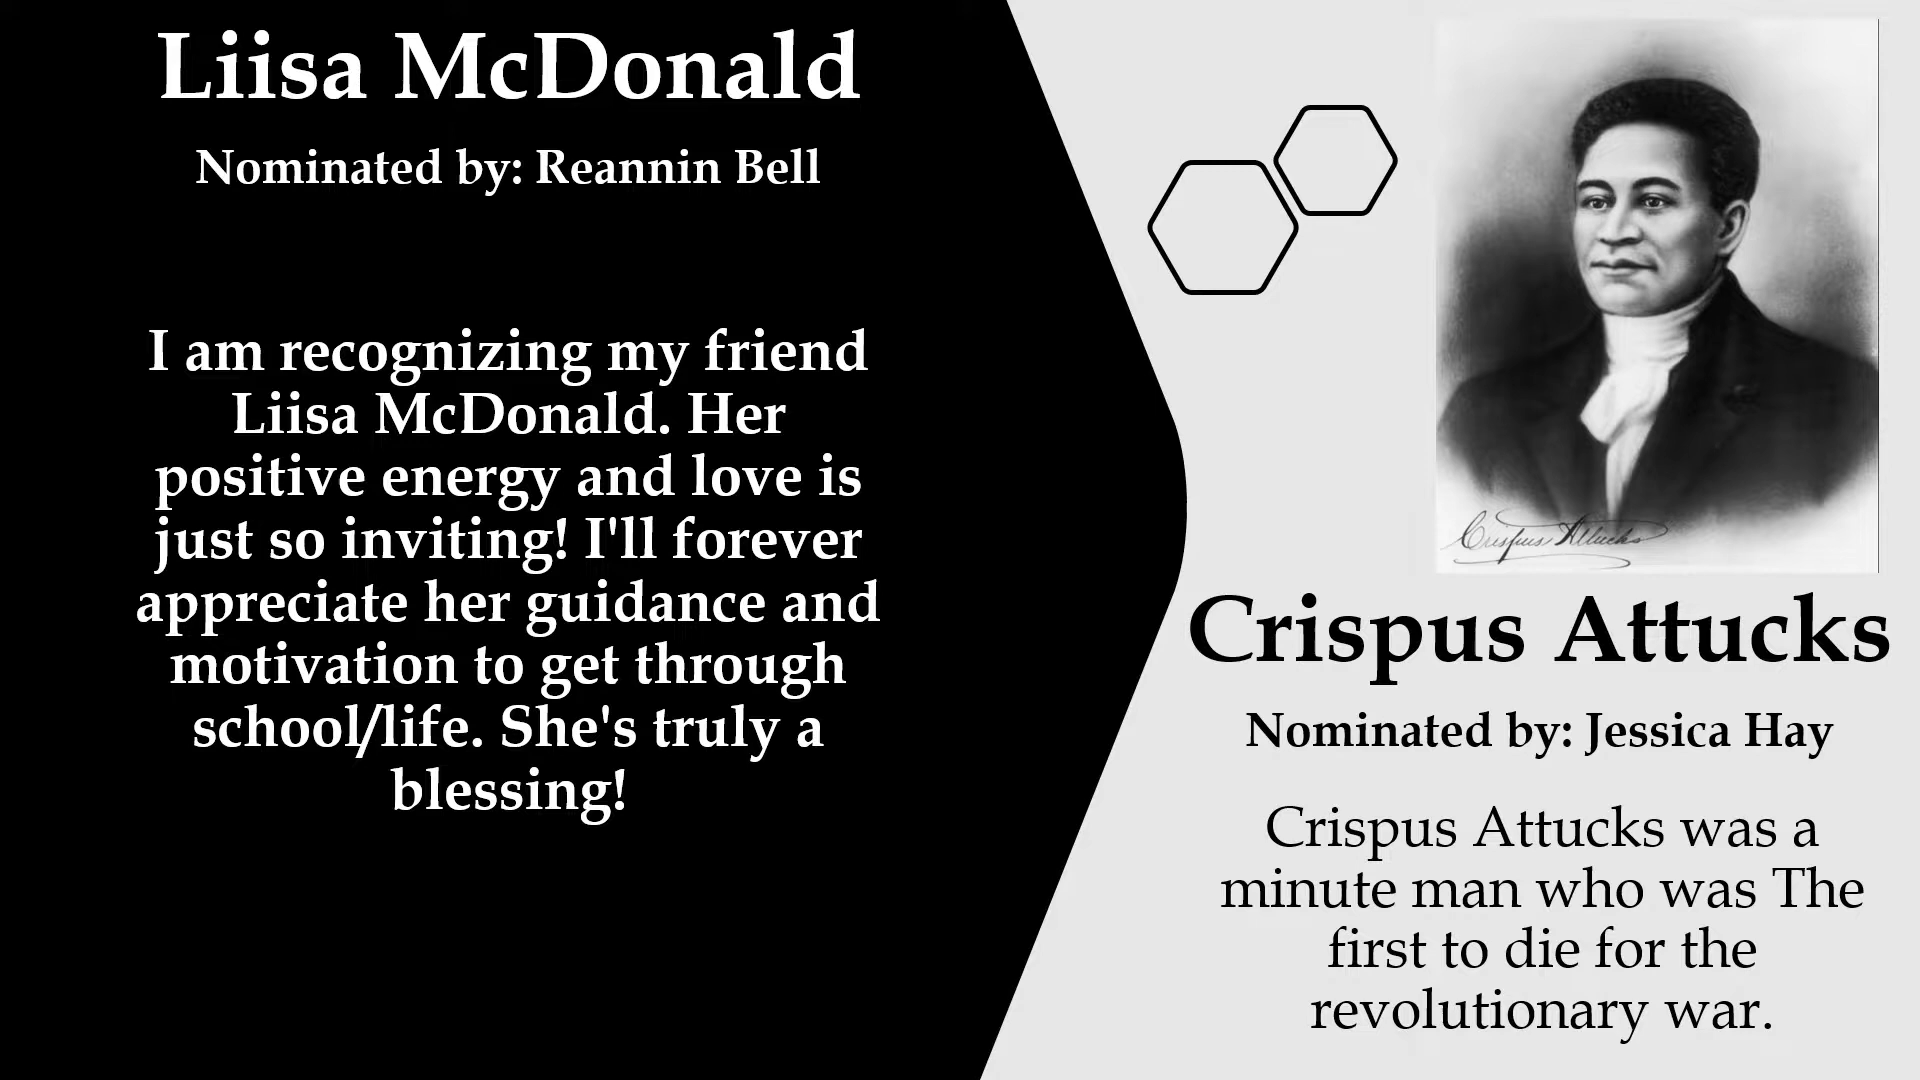 Liisa McDonald
Nominated by: Reannin Bell
I am recognizing my friend
Liisa McDonald. Her
positive energy and love is
just so inviting! I'll forever
appreciate her guidance and
motivation to get through
school/life. She's truly a
blessing!
Crispus Attucks
Crispus Attucks
Nominated by: Jessica Hay
Crispus Attucks was a
minute man who was The
first to die for the
revolutionary war.